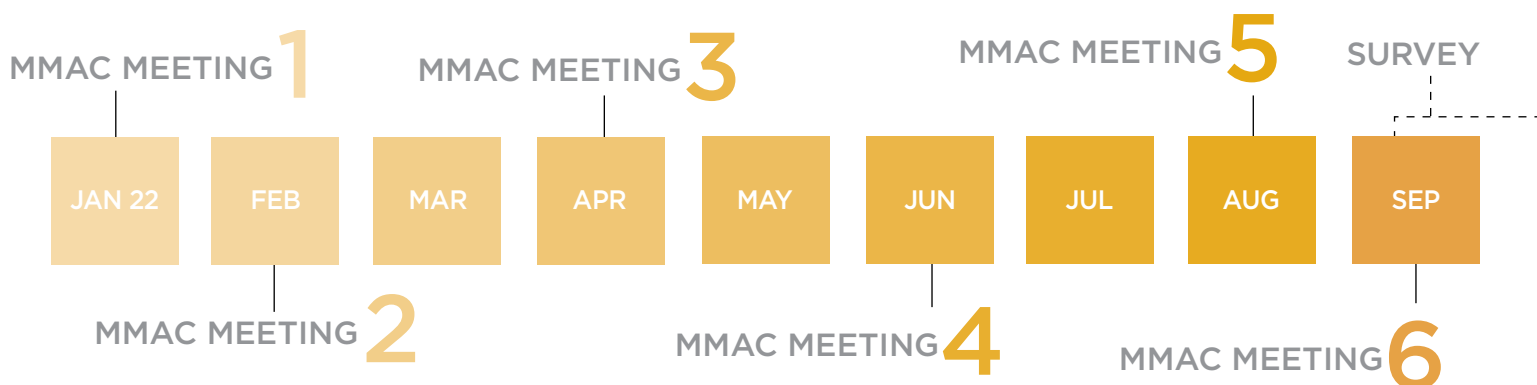 MMAC MEETING 1
MMAC MEETING 3
MMAC MEETING 5
SURVEY
JAN 22
FEB
MAR
APR
MAY
JUN
JUL
AUG
SEP
MMAC MEETING 2
MMAC MEETING 4
MMAC MEETING 6